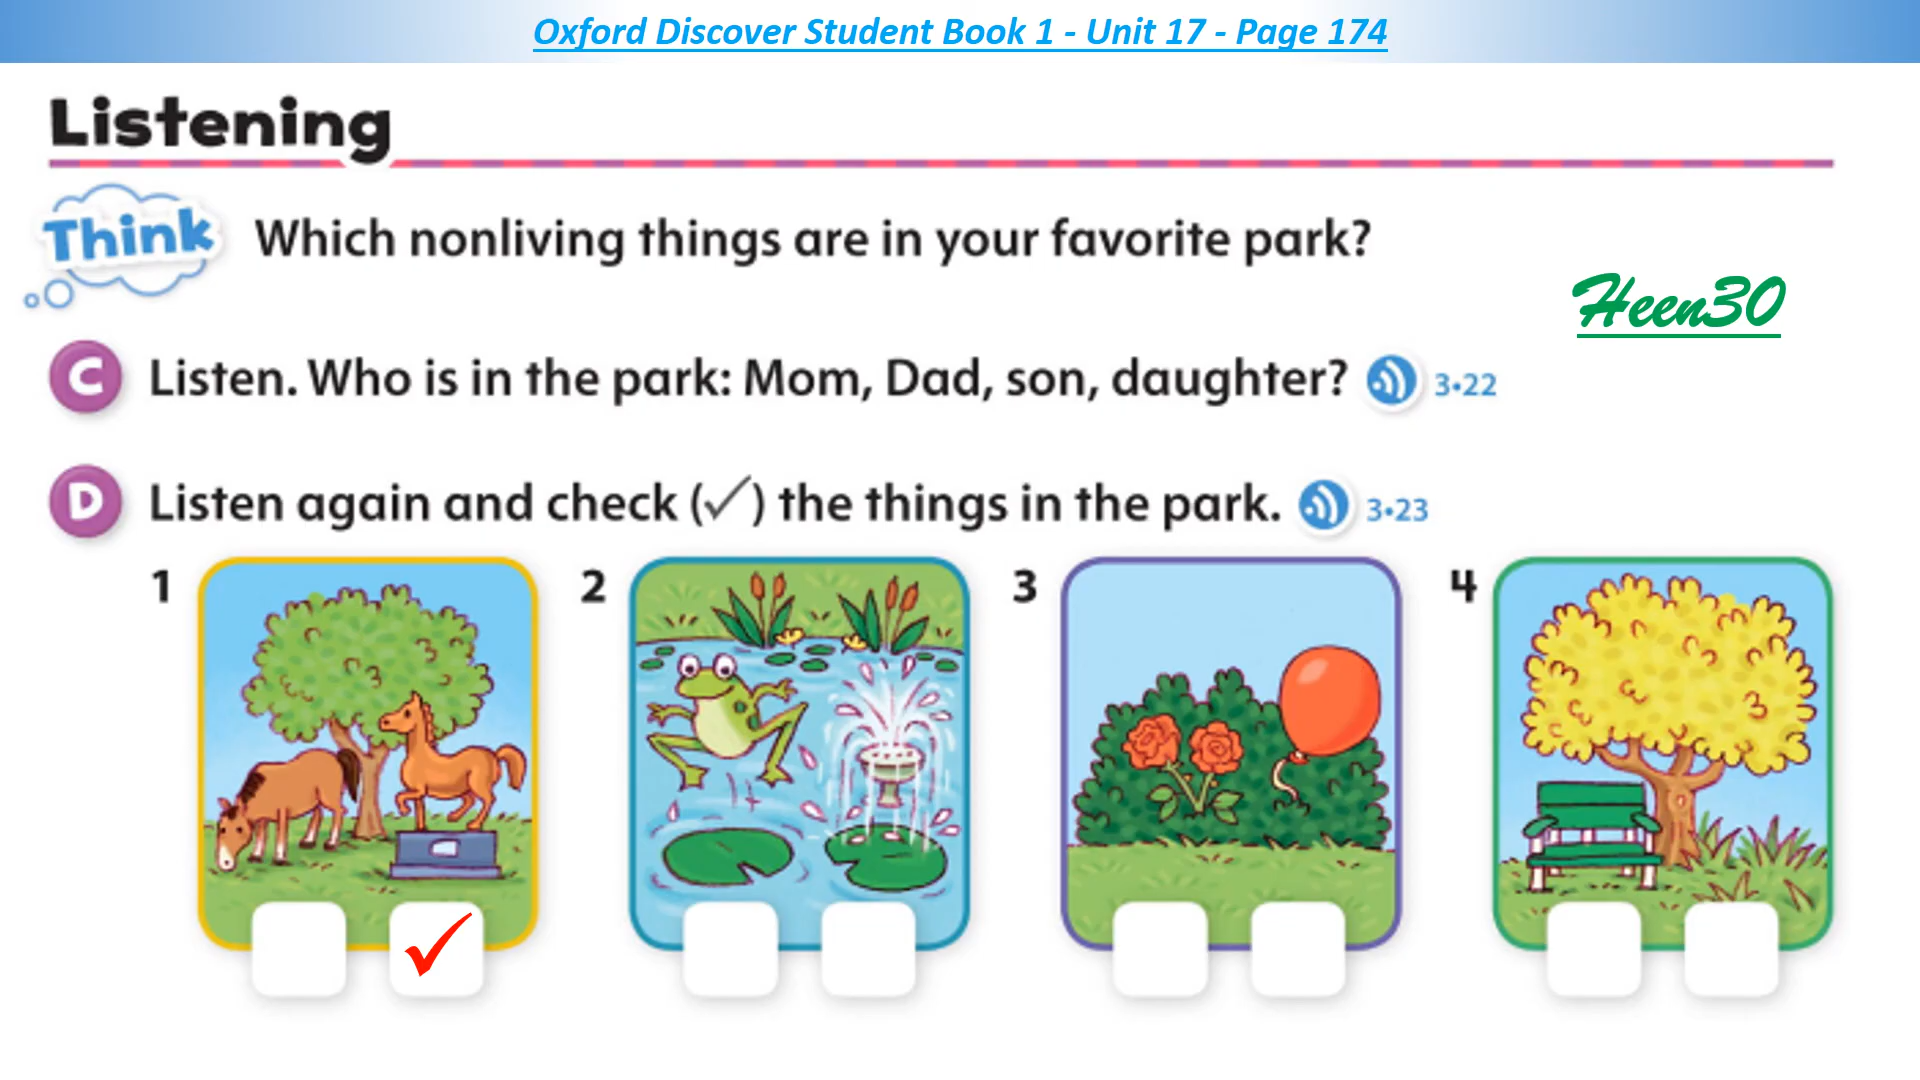 Oxford Discover Student Book 1 - Unit 17 - Page 174
Listening
Think Which nonliving things are in your favorite park?
Heen30
C Listen. Who is in the park: Mom, Dad, son, daughter? 3•22
D Listen again and check (✓) the things in the park. 3•23
1 2 3 4